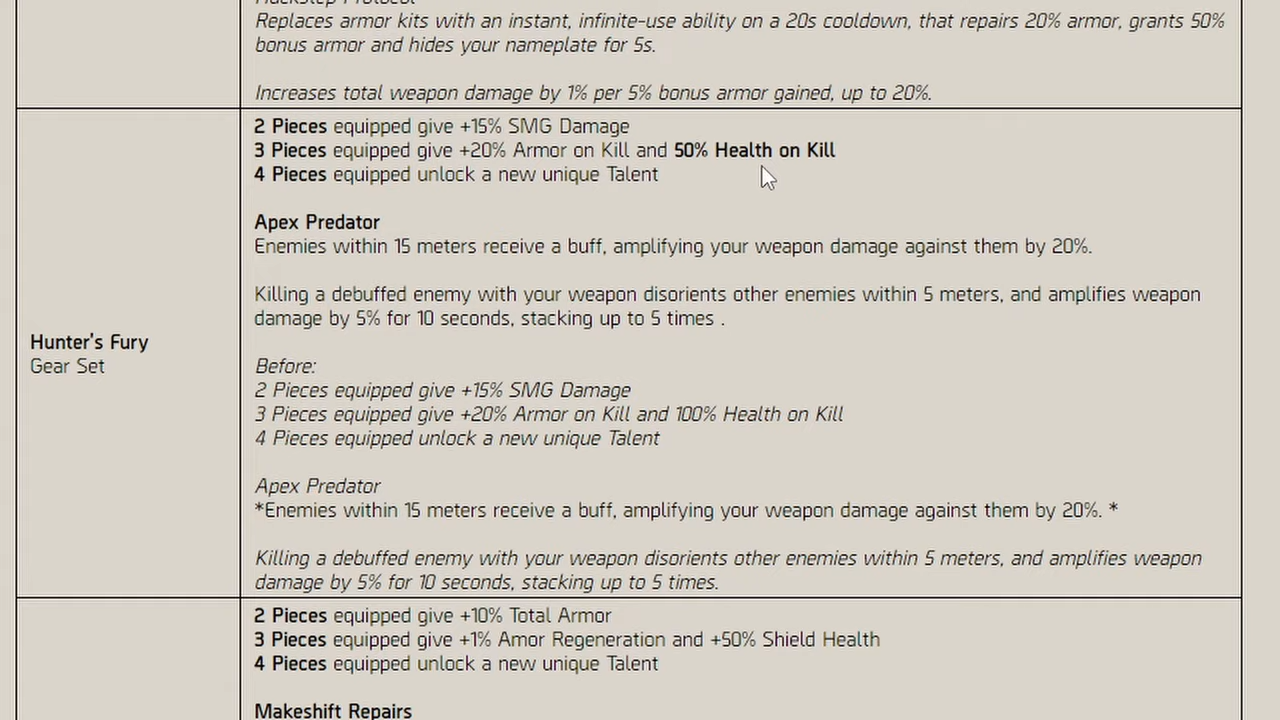 Replaces armor kits with an instant, infinite-use ability on a 20s cooldown, that repairs 20% armor, grants 50%
bonus armor and hides your nameplate for 5s.
Increases total weapon damage by 1% per 5% bonus armor gained, up to 20%.
Hunter's Fury
Gear Set
2 Pieces equipped give +15% SMG Damage
3 Pieces equipped give +20% Armor on Kill and 50% Health on Kill
4 Pieces equipped unlock a new unique Talent
Apex Predator
Enemies within 15 meters receive a buff, amplifying your weapon damage against them by 20%.
Killing a debuffed enemy with your weapon disorients other enemies within 5 meters, and amplifies weapon
damage by 5% for 10 seconds, stacking up to 5 times .
Before:
2 Pieces equipped give +15% SMG Damage
3 Pieces equipped give +20% Armor on Kill and 100% Health on Kill
4 Pieces equipped unlock a new unique Talent
Apex Predator
*Enemies within 15 meters receive a buff, amplifying your weapon damage against them by 20%. *
Killing a debuffed enemy with your weapon disorients other enemies within 5 meters, and amplifies weapon
damage by 5% for 10 seconds, stacking up to 5 times.
2 Pieces equipped give +10% Total Armor
3 Pieces equipped give +1% Amor Regeneration and +50% Shield Health
4 Pieces equipped unlock a new unique Talent
Makeshift Repairs